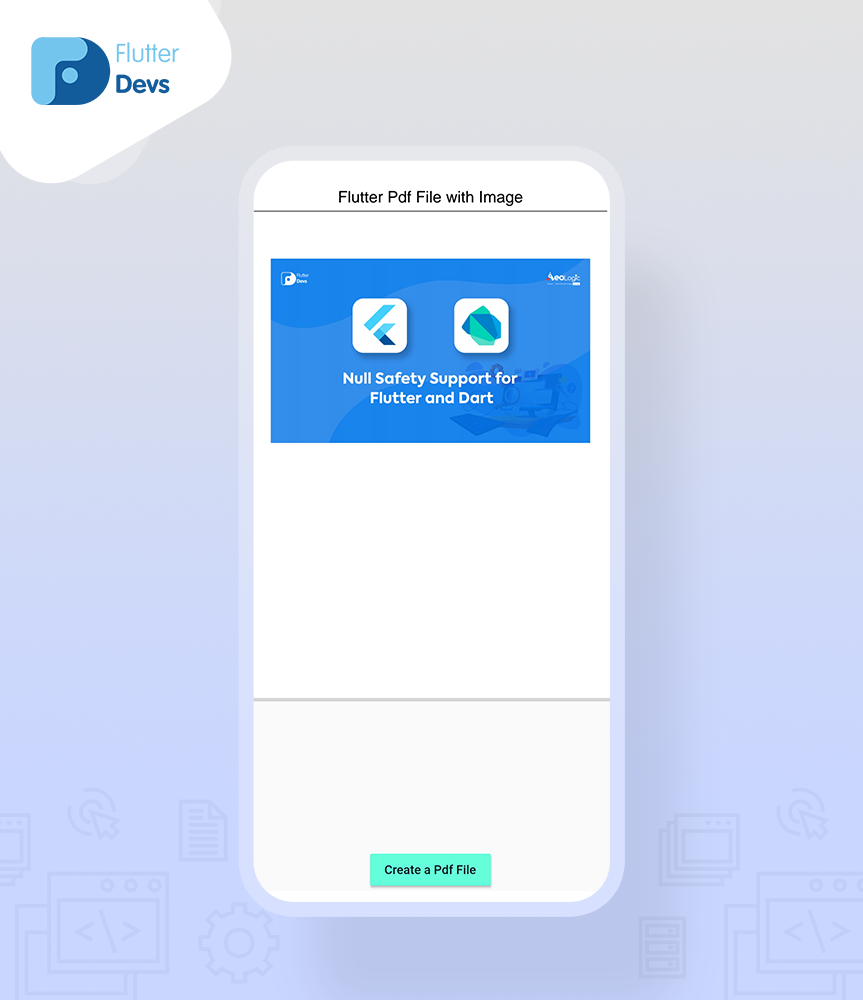 Flutter
Devs
Flutter Pdf File with Image
Flutter
Devs
Null Safety Support for
Flutter and Dart
Create a Pdf File